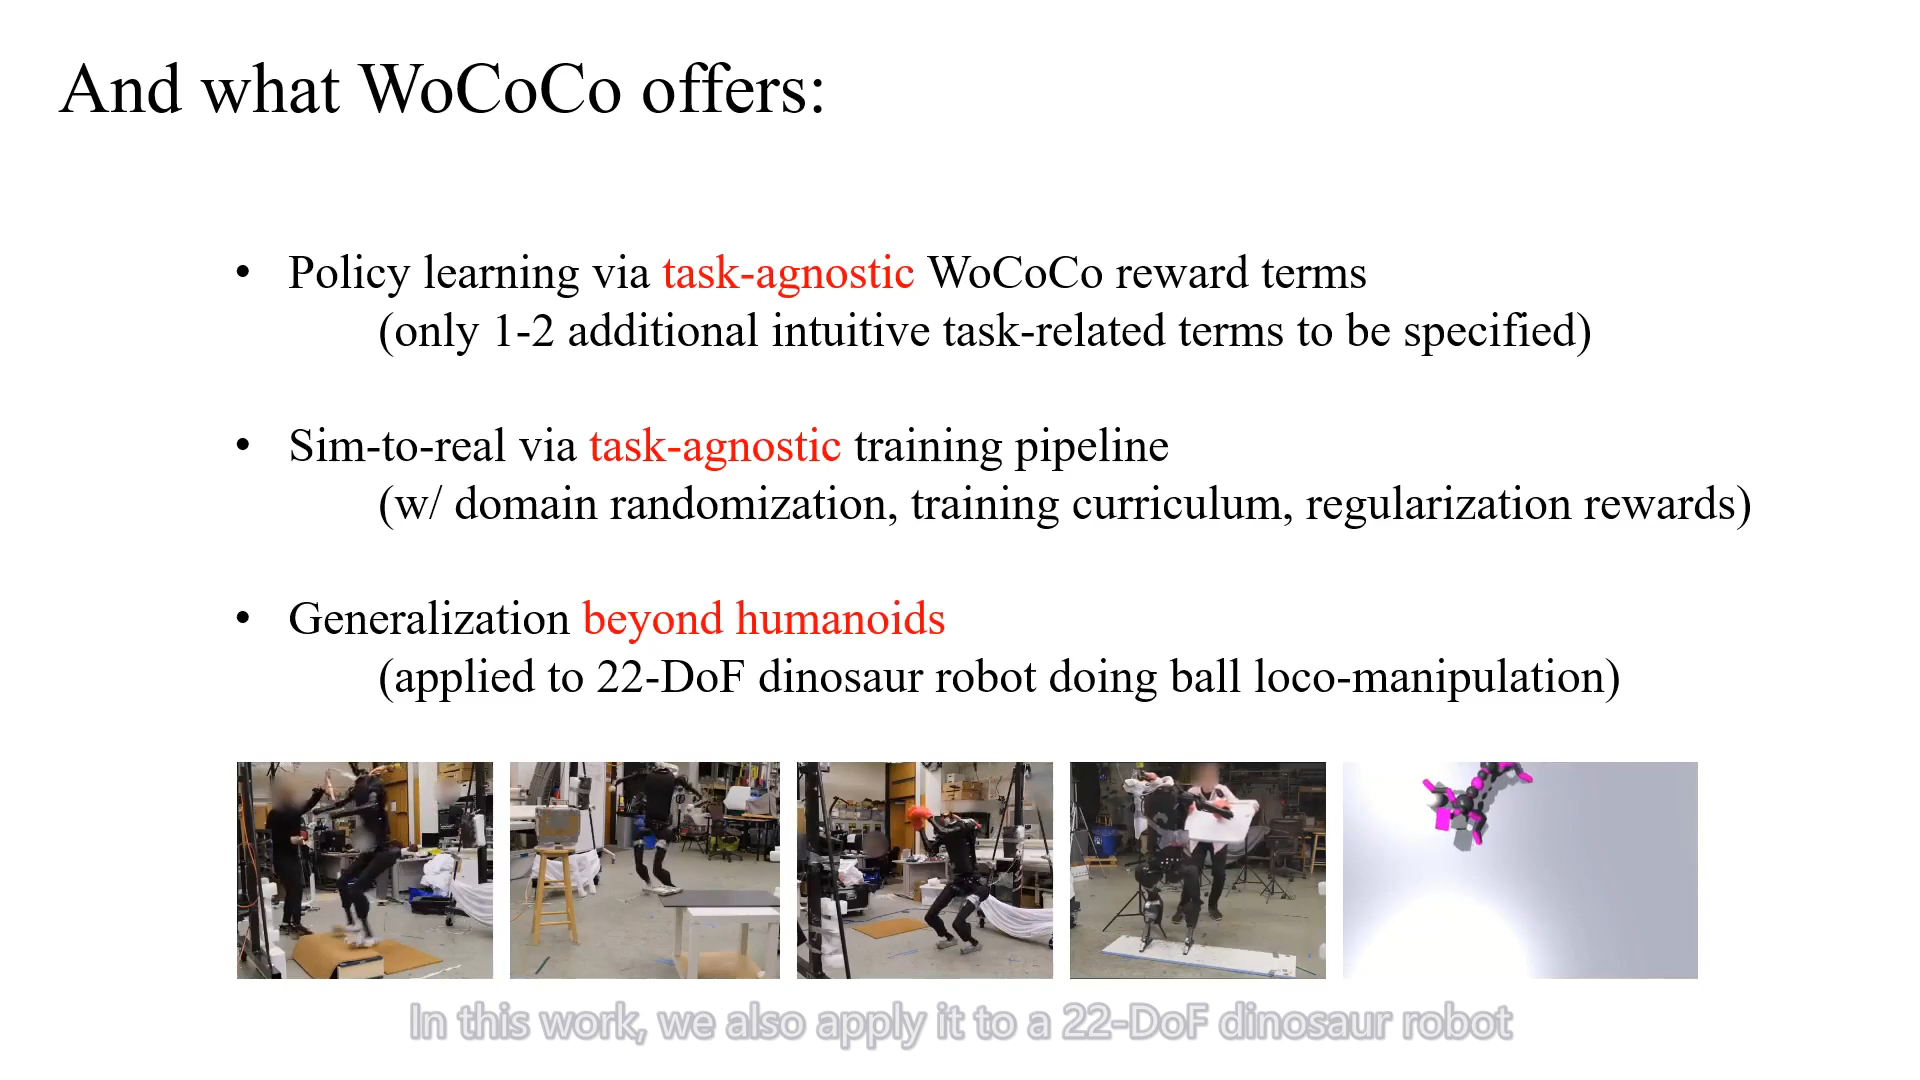 And what WoCoCo offers:
• Policy learning via task-agnostic WoCoCo reward terms
(only 1-2 additional intuitive task-related terms to be specified)
• Sim-to-real via task-agnostic training pipeline
(w/ domain randomization, training curriculum, regularization rewards)
• Generalization beyond humanoids
(applied to 22-DoF dinosaur robot doing ball loco-manipulation)
In this work, we also apply it to a 22-DoF dinosaur robot